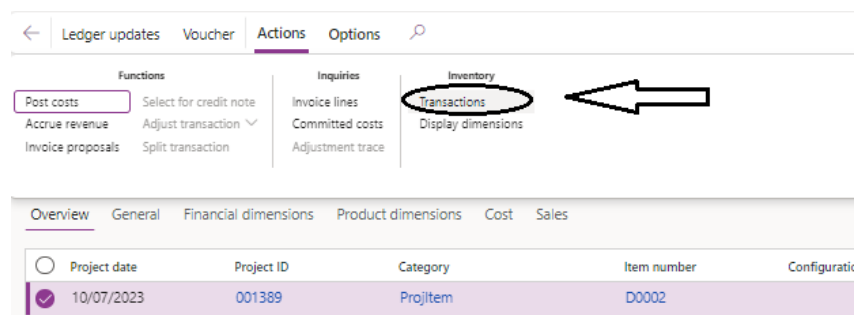 Ledger updates Voucher Actions Options
Functions Inquiries Inventory
Post costs Select for credit note Invoice lines Transactions
Accrue revenue Adjust transaction Committed costs Display dimensions
Invoice proposals Split transaction Adjustment trace
Overview General Financial dimensions Product dimensions Cost Sales
Project date Project ID Category Item number Configuratio
10/07/2023 001389 ProjItem D0002